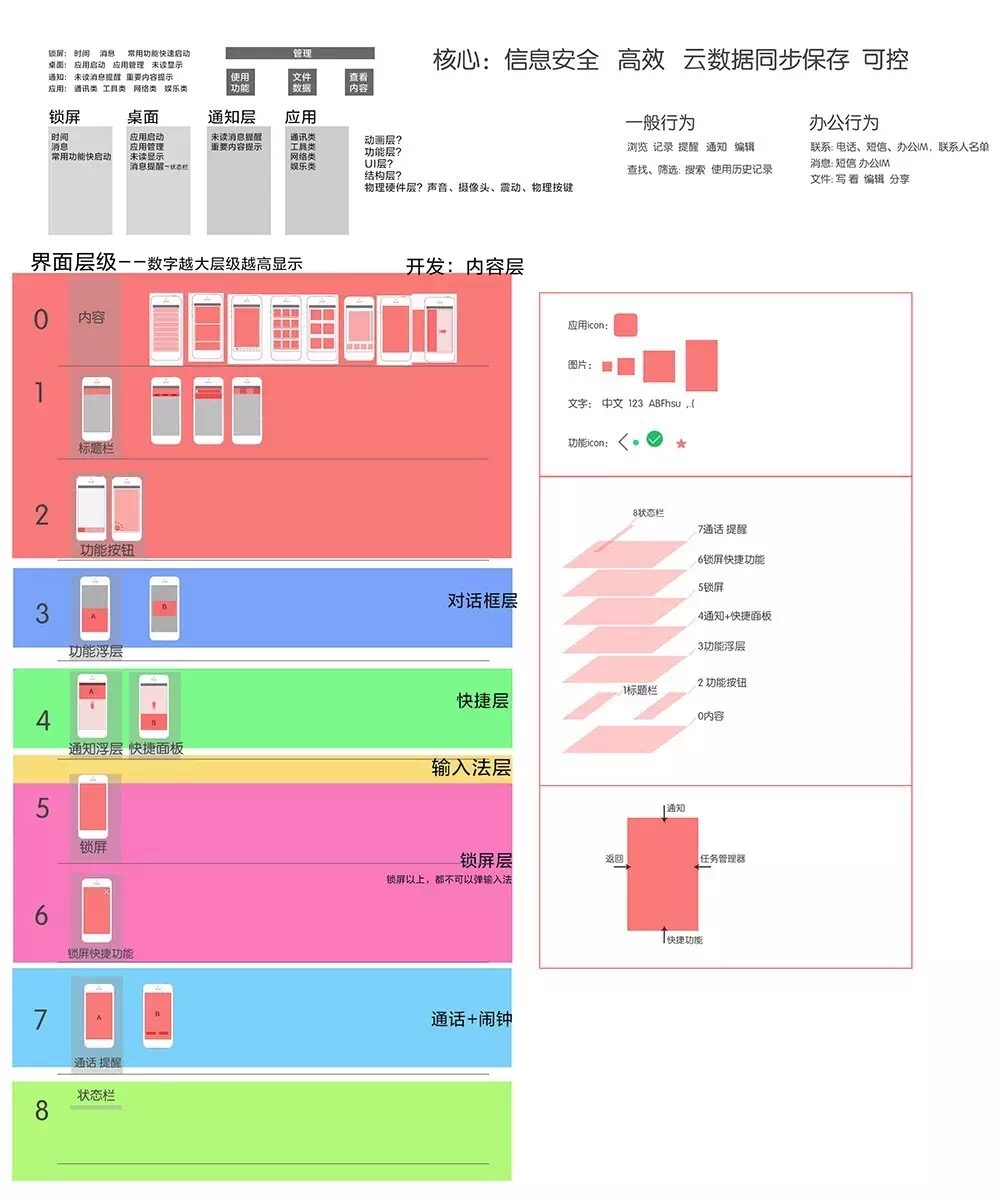 锁屏： 时间 消息 常用功能快速启动
桌面： 应用启动 应用管理 未读显示
通知： 未读消息提醒 重要内容提示
应用： 通讯类 工具类 网络类 娱乐类
管理
使用
功能
文件
数据
查看
内容
核心：信息安全 高效 云数据同步保存 可控
锁屏
时间
消息
常用功能快启动
桌面
应用启动
应用管理
未读显示
消息提醒--状态栏
通知层
未读消息提醒
重要内容提示
应用
通讯类
工具类
网络类
娱乐类
动画层？
功能层？
UI层？
结构层？
物理硬件层？声音、摄像头、震动、物理按键
一般行为
浏览 记录 提醒 通知 编辑
查找、筛选: 搜索 使用历史记录
办公行为
联系: 电话、短信、办公IM，联系人名单
消息: 短信 办公IM
文件: 写 看 编辑 分享
界面层级--数字越大层级越高显示
开发：内容层
0
内容
1
标题栏
2
功能按钮
3
A
B
对话框层
功能浮层
4
A
B
快捷层
通知浮层
快捷面板
输入法层
5
锁屏
锁屏层
锁屏以上，都不可以弹输入法
6
锁屏快捷功能
7
A
B
通话+闹钟
通话 提醒
状态栏
8
应用icon：
图片：
文字： 中文 123 ABFhsu ,.{
功能icon：
8状态栏
7通话 提醒
6锁屏快捷功能
5锁屏
4通知+快捷面板
3功能浮层
2 功能按钮
1标题栏
0内容
通知
返回
任务管理器
快捷功能